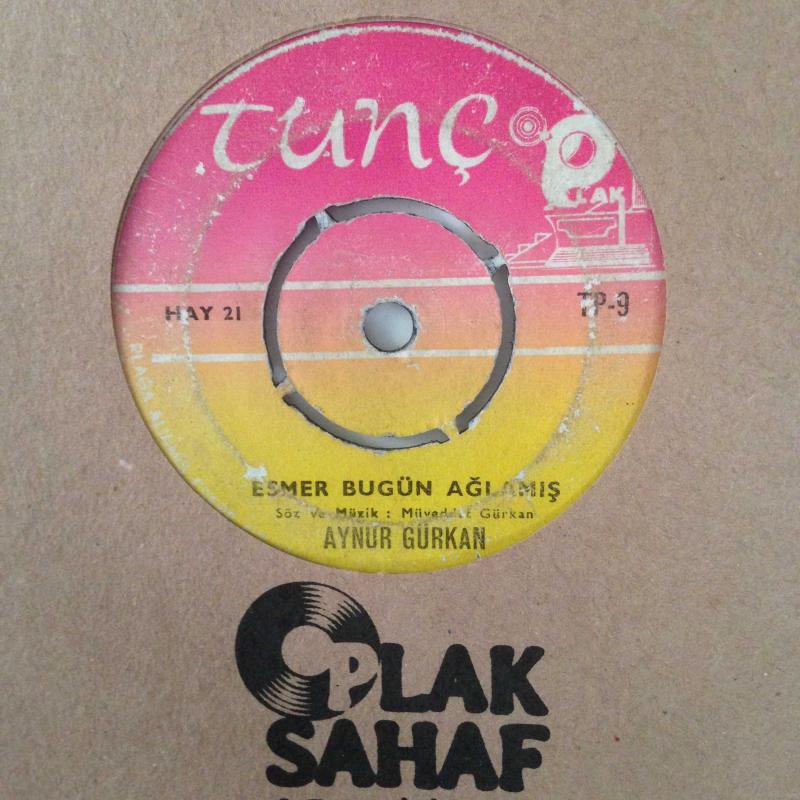 tunç PLAK
HAY 21 TP-9
ESMER BUGÜN AĞLAMIŞ
Söz ve Müzik : Müveddet Gürkan
AYNUR GÜRKAN
PLAK
SAHAF